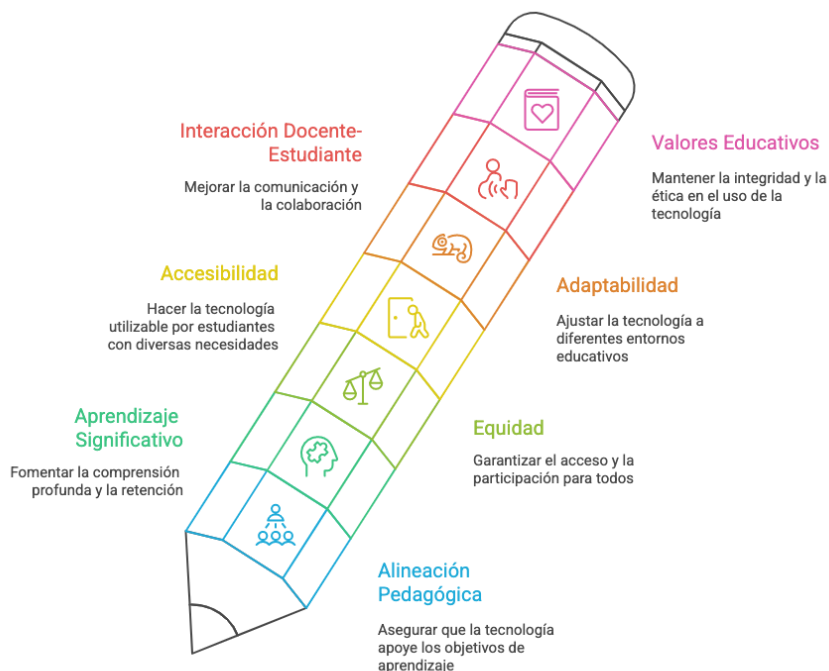 Interacción Docente-
Estudiante
Mejorar la comunicación y
la colaboración
Valores Educativos
Mantener la integridad y la
ética en el uso de la
tecnología
Accesibilidad
Hacer la tecnología
utilizable por estudiantes
con diversas necesidades
Adaptabilidad
Ajustar la tecnología a
diferentes entornos
educativos
Aprendizaje
Significativo
Fomentar la comprensión
profunda y la retención
Equidad
Garantizar el acceso y la
participación para todos
Alineación
Pedagógica
Asegurar que la tecnología
apoye los objetivos de
aprendizaje